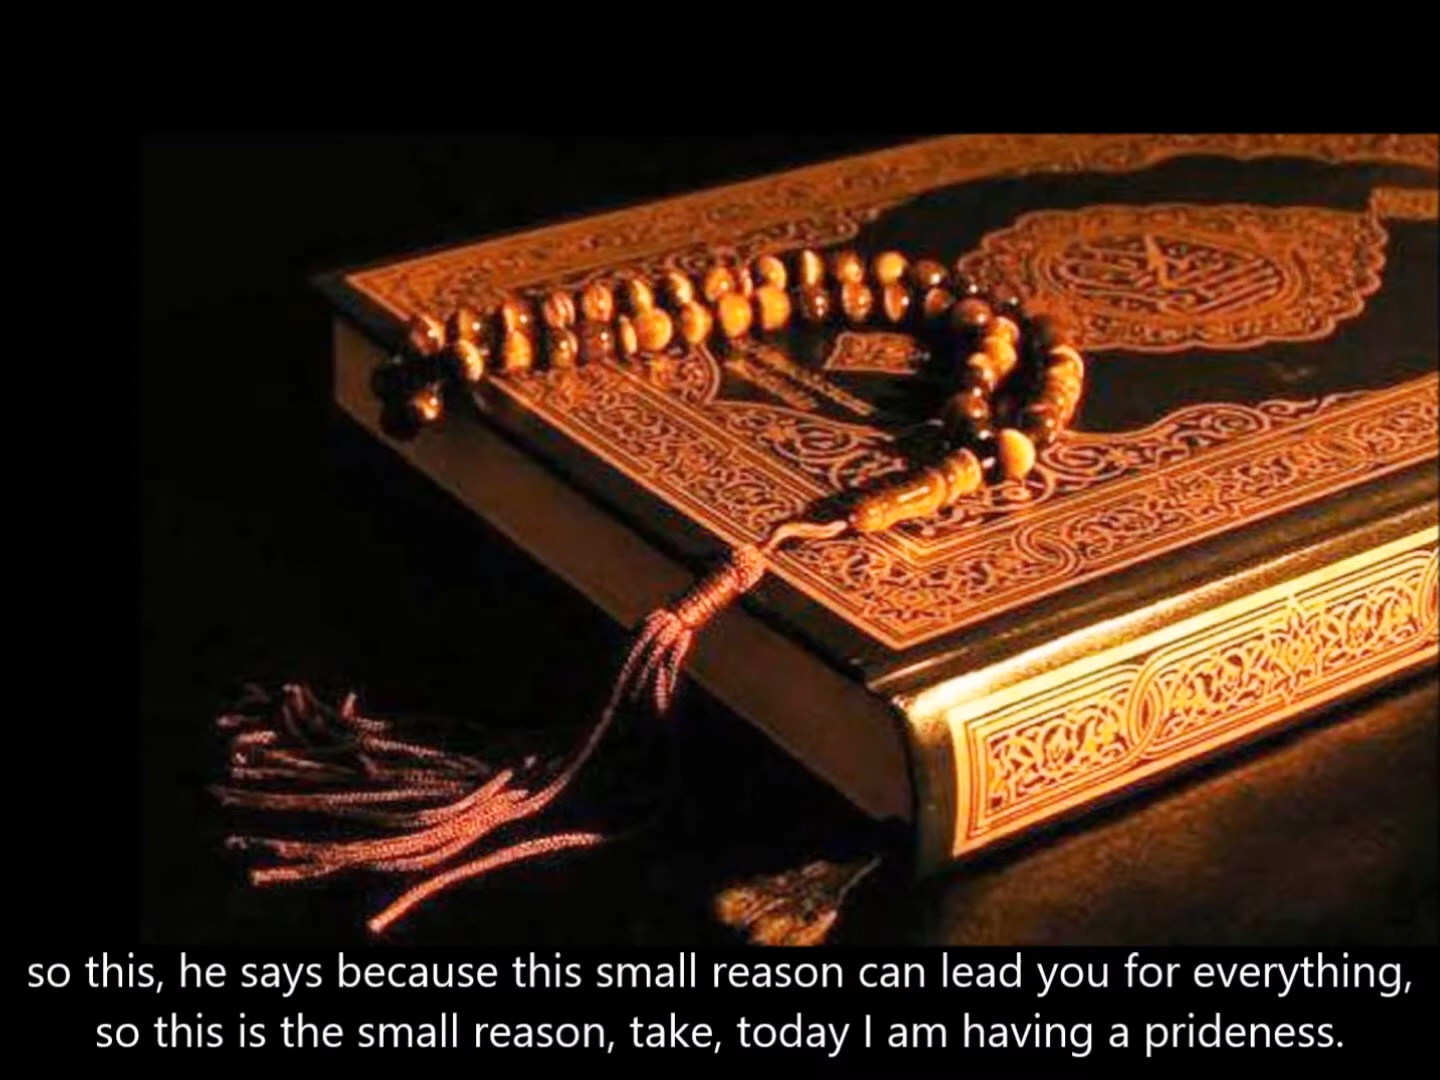 so this, he says because this small reason can lead you for everything,
so this is the small reason, take, today I am having a prideness.